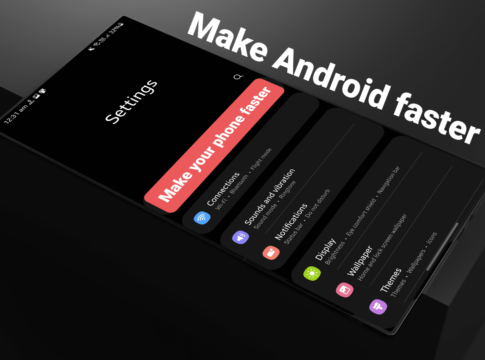 Make Android faster
12:31 am
Settings
Make your phone faster
Connections
Wi-Fi • Bluetooth • Flight mode
Sounds and vibration
Sound mode • Ringtone
Notifications
Status bar • Do not disturb
Display
Brightness • Eye comfort shield • Navigation bar
Wallpaper
Home and lock screen wallpaper
Themes
Themes • Wallpapers • Icons